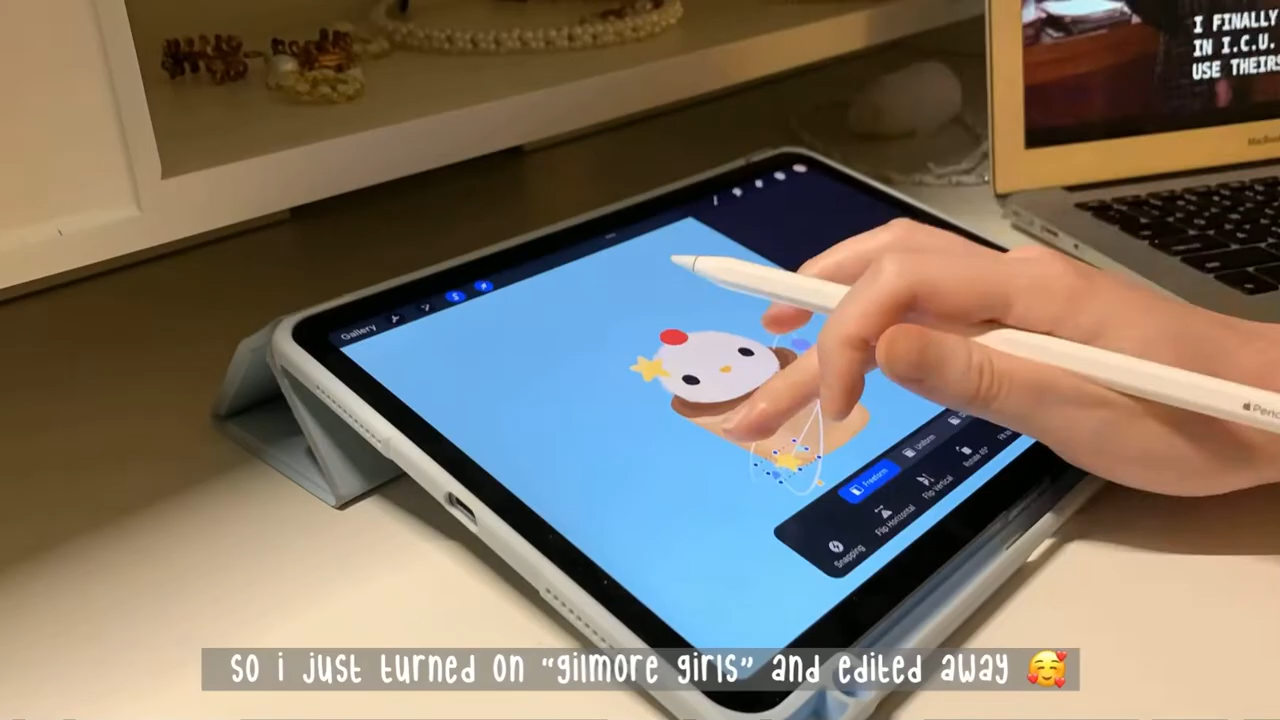 I FINALLY
IN I.C.U.
USE THEIRS
MacBook
Gallery
Freeform
Uniform
Snapping
Flip Horizontal
Flip Vertical
Rotate 45°
so i just turned on "gilmore girls" and edited away 🥰